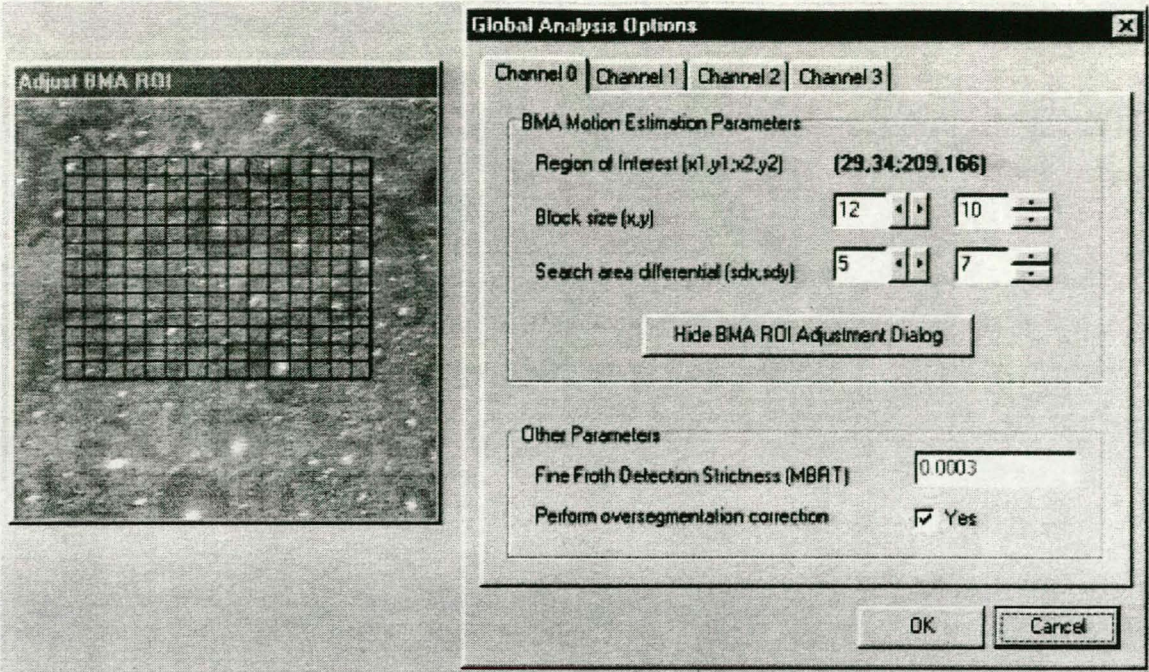 Adjust BMA ROI
Global Analysis Options
Channel 0 Channel 1 Channel 2 Channel 3
BMA Motion Estimation Parameters
Region of Interest (x1,y1;x2,y2) (29,34;209,166)
Block size (x,y) 12 10
Search area differential (sdx,sdy) 5 7
Hide BMA ROI Adjustment Dialog
Other Parameters
Fine Froth Detection Strictness (MBRT) 0.0003
Perform oversegmentation correction Yes
OK Cancel